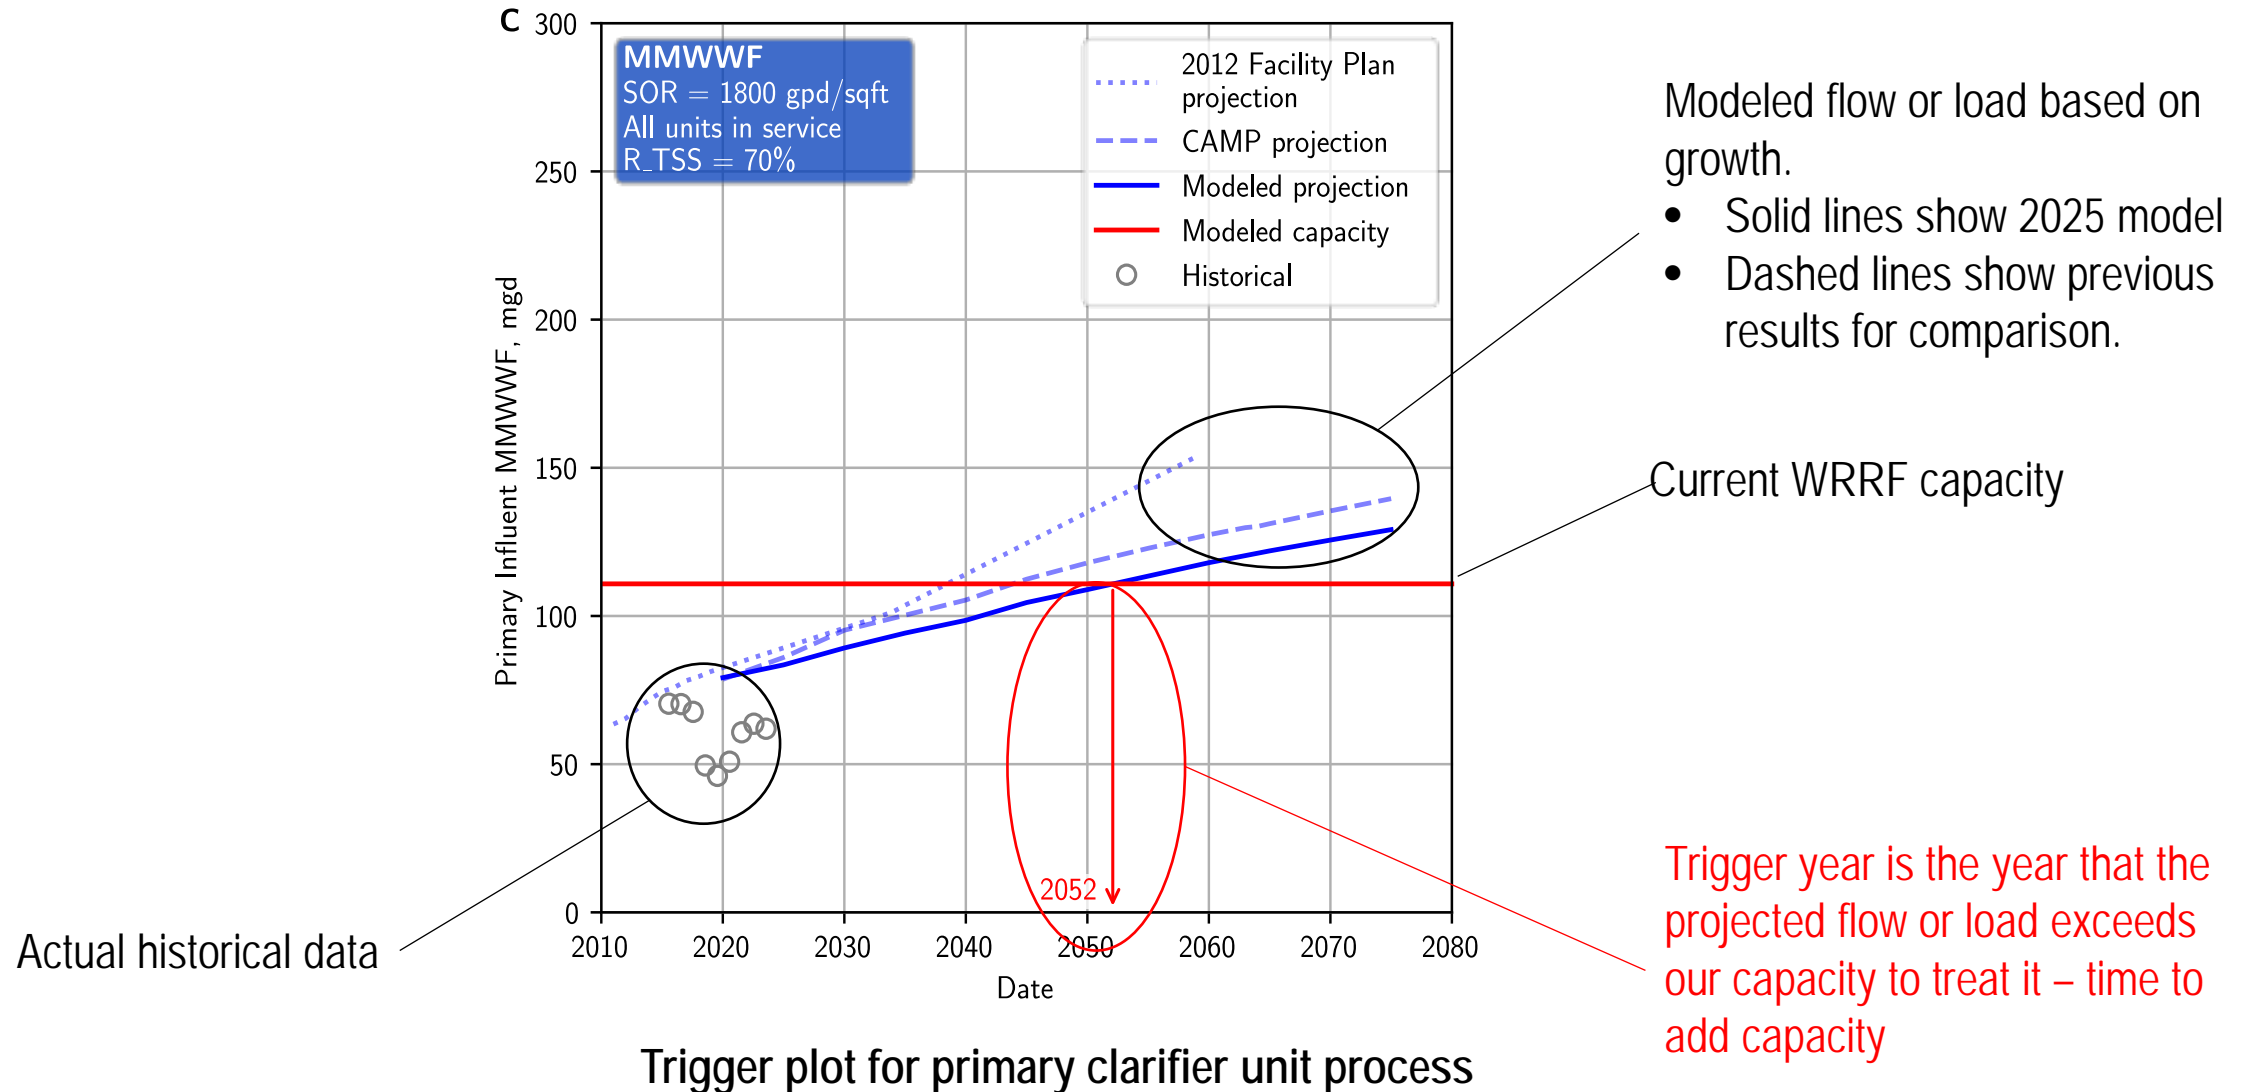 C
300
250
200
150
100
50
0
Primary Influent MMWWF, mgd
MMWWF
SOR = 1800 gpd/sqft
All units in service
R_TSS = 70%
2012 Facility Plan
projection
CAMP projection
Modeled projection
Modeled capacity
Historical
2052
2010 2020 2030 2040 2050 2060 2070 2080
Date
Modeled flow or load based on
growth.
• Solid lines show 2025 model
• Dashed lines show previous
results for comparison.
Current WRRF capacity
Trigger year is the year that the
projected flow or load exceeds
our capacity to treat it – time to
add capacity
Actual historical data
Trigger plot for primary clarifier unit process